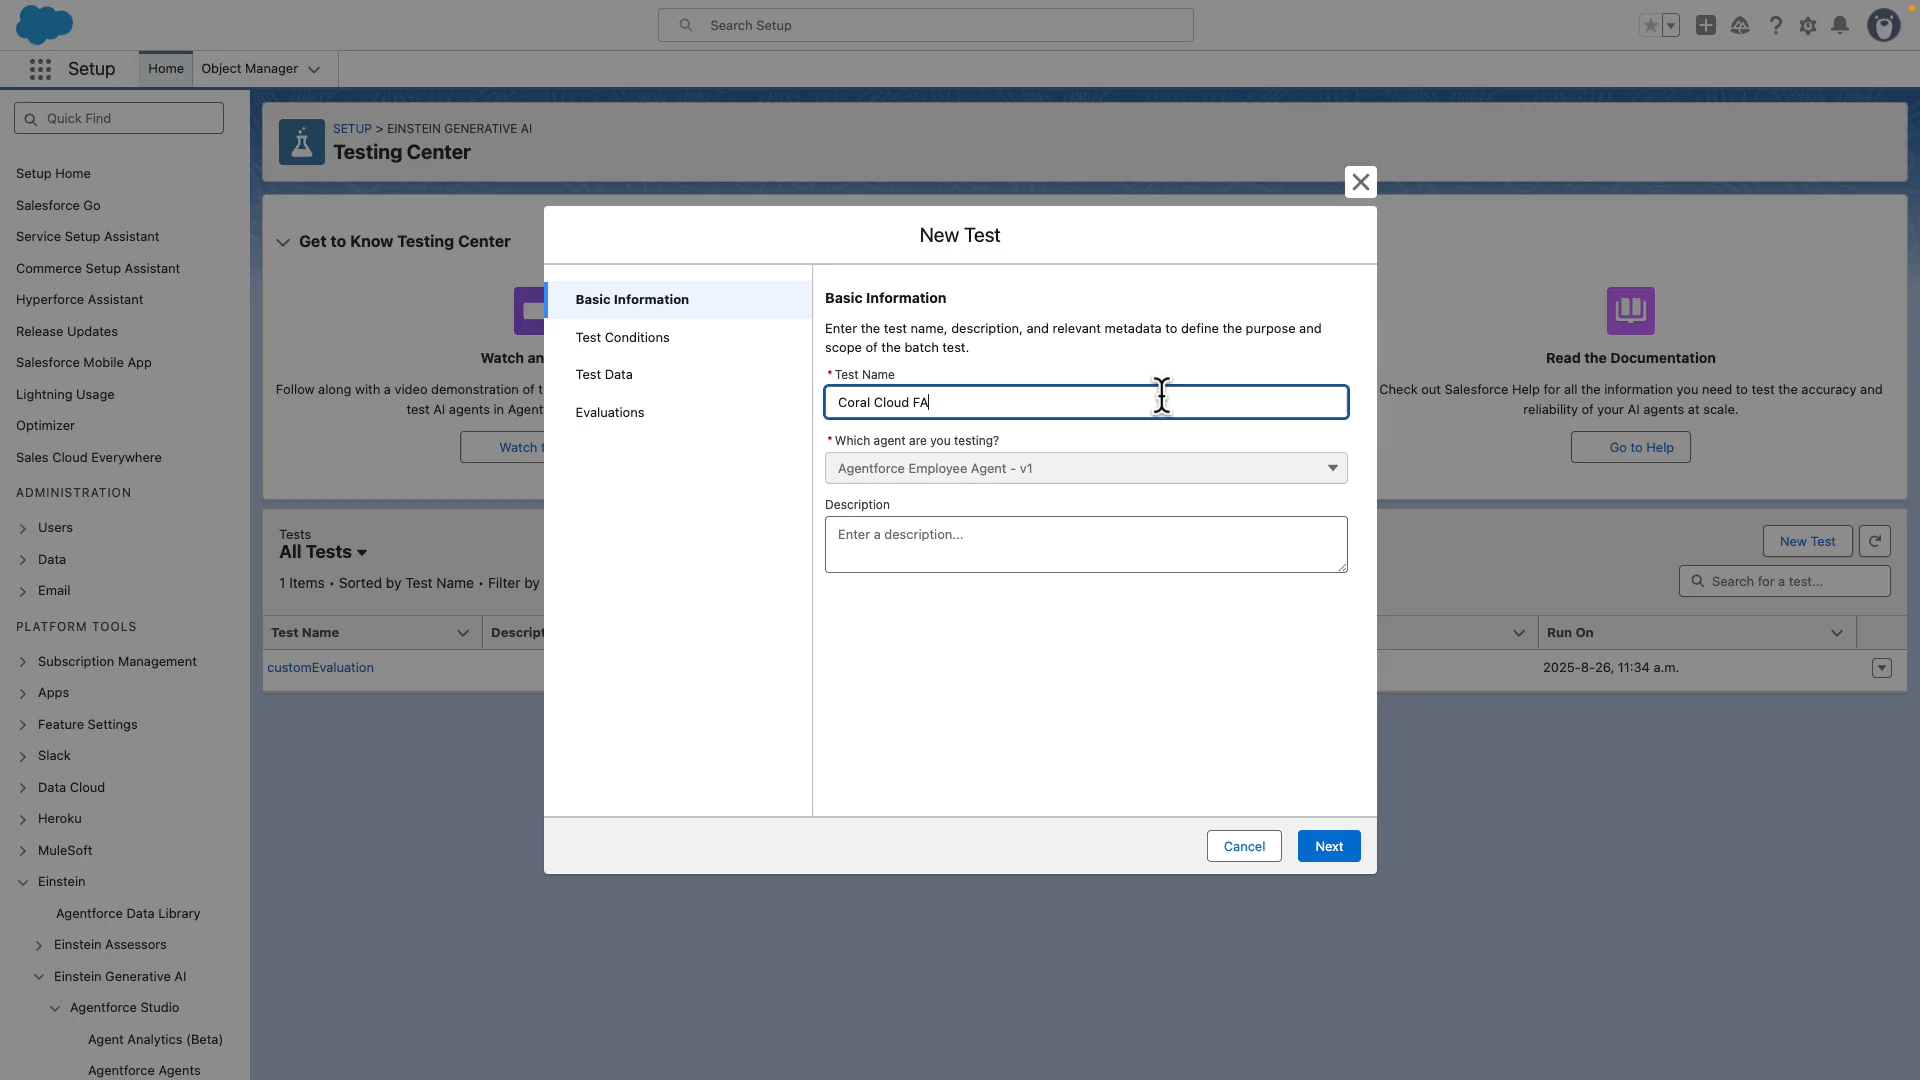 Search Setup
Setup
Home
Object Manager
Quick Find
Setup Home
Salesforce Go
Service Setup Assistant
Commerce Setup Assistant
Hyperforce Assistant
Release Updates
Salesforce Mobile App
Lightning Usage
Optimizer
Sales Cloud Everywhere
ADMINISTRATION
Users
Data
Email
PLATFORM TOOLS
Subscription Management
Apps
Feature Settings
Slack
Data Cloud
Heroku
MuleSoft
Einstein
Agentforce Data Library
Einstein Assessors
Einstein Generative AI
Agentforce Studio
Agent Analytics (Beta)
Agentforce Agents
SETUP > EINSTEIN GENERATIVE AI
Testing Center
Get to Know Testing Center
Watch an
Follow along with a video demonstration of t
test AI agents in Agent
Watch
Read the Documentation
Check out Salesforce Help for all the information you need to test the accuracy and
reliability of your AI agents at scale.
Go to Help
Tests
All Tests
1 Items • Sorted by Test Name • Filter by
New Test
Search for a test...
Test Name
Descript
Run On
customEvaluation
2025-8-26, 11:34 a.m.
New Test
Basic Information
Test Conditions
Test Data
Evaluations
Basic Information
Enter the test name, description, and relevant metadata to define the purpose and
scope of the batch test.
* Test Name
Coral Cloud FA
* Which agent are you testing?
Agentforce Employee Agent - v1
Description
Enter a description...
Cancel
Next